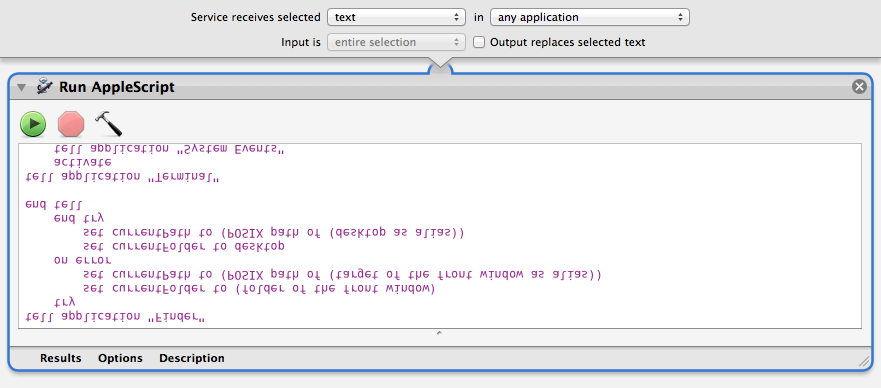 Service receives selected text in any application
Input is entire selection Output replaces selected text
Run AppleScript
tell application "Finder"
try
set currentFolder to (folder of the front window)
set currentPath to (POSIX path of (target of the front window as alias))
on error
set currentFolder to desktop
set currentPath to (POSIX path of (desktop as alias))
end try
end tell
tell application "Terminal"
activate
tell application "System Events"
Results Options Description